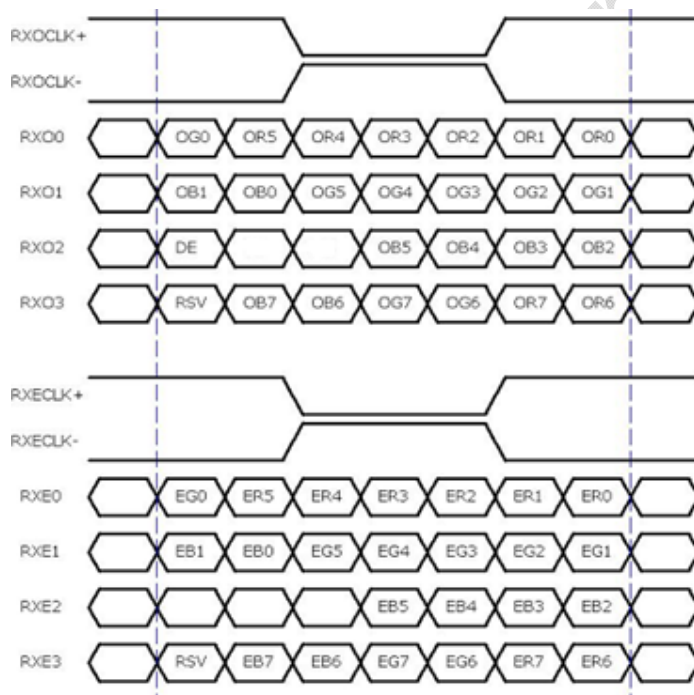 RXOCLK+
RXOCLK-
RXO0 OG0 OR5 OR4 OR3 OR2 OR1 OR0
RXO1 OB1 OB0 OG5 OG4 OG3 OG2 OG1
RXO2 DE OB5 OB4 OB3 OB2
RXO3 RSV OB7 OB6 OG7 OG6 OR7 OR6
RXECLK+
RXECLK-
RXE0 EG0 ER5 ER4 ER3 ER2 ER1 ER0
RXE1 EB1 EB0 EG5 EG4 EG3 EG2 EG1
RXE2 EB5 EB4 EB3 EB2
RXE3 RSV EB7 EB6 EG7 EG6 ER7 ER6